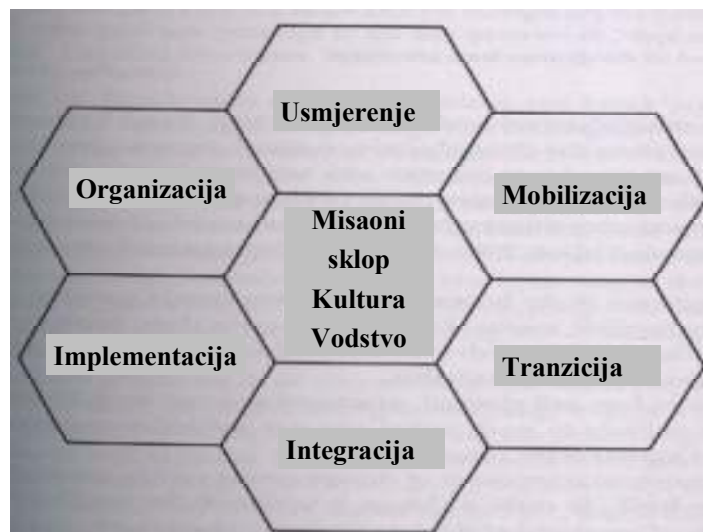 Usmjerenje
Organizacija
Mobilizacija
Misaoni
sklop
Kultura
Vodstvo
Implementacija
Tranzicija
Integracija